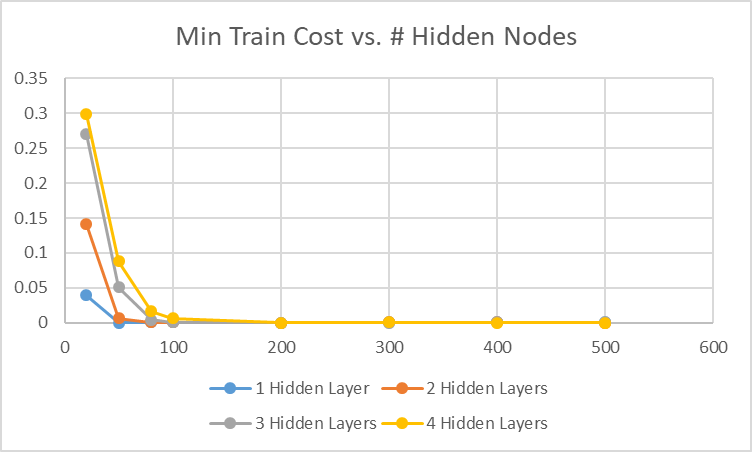 Min Train Cost vs. # Hidden Nodes
0.35
0.3
0.25
0.2
0.15
0.1
0.05
0
0 100 200 300 400 500 600
1 Hidden Layer 2 Hidden Layers
3 Hidden Layers 4 Hidden Layers